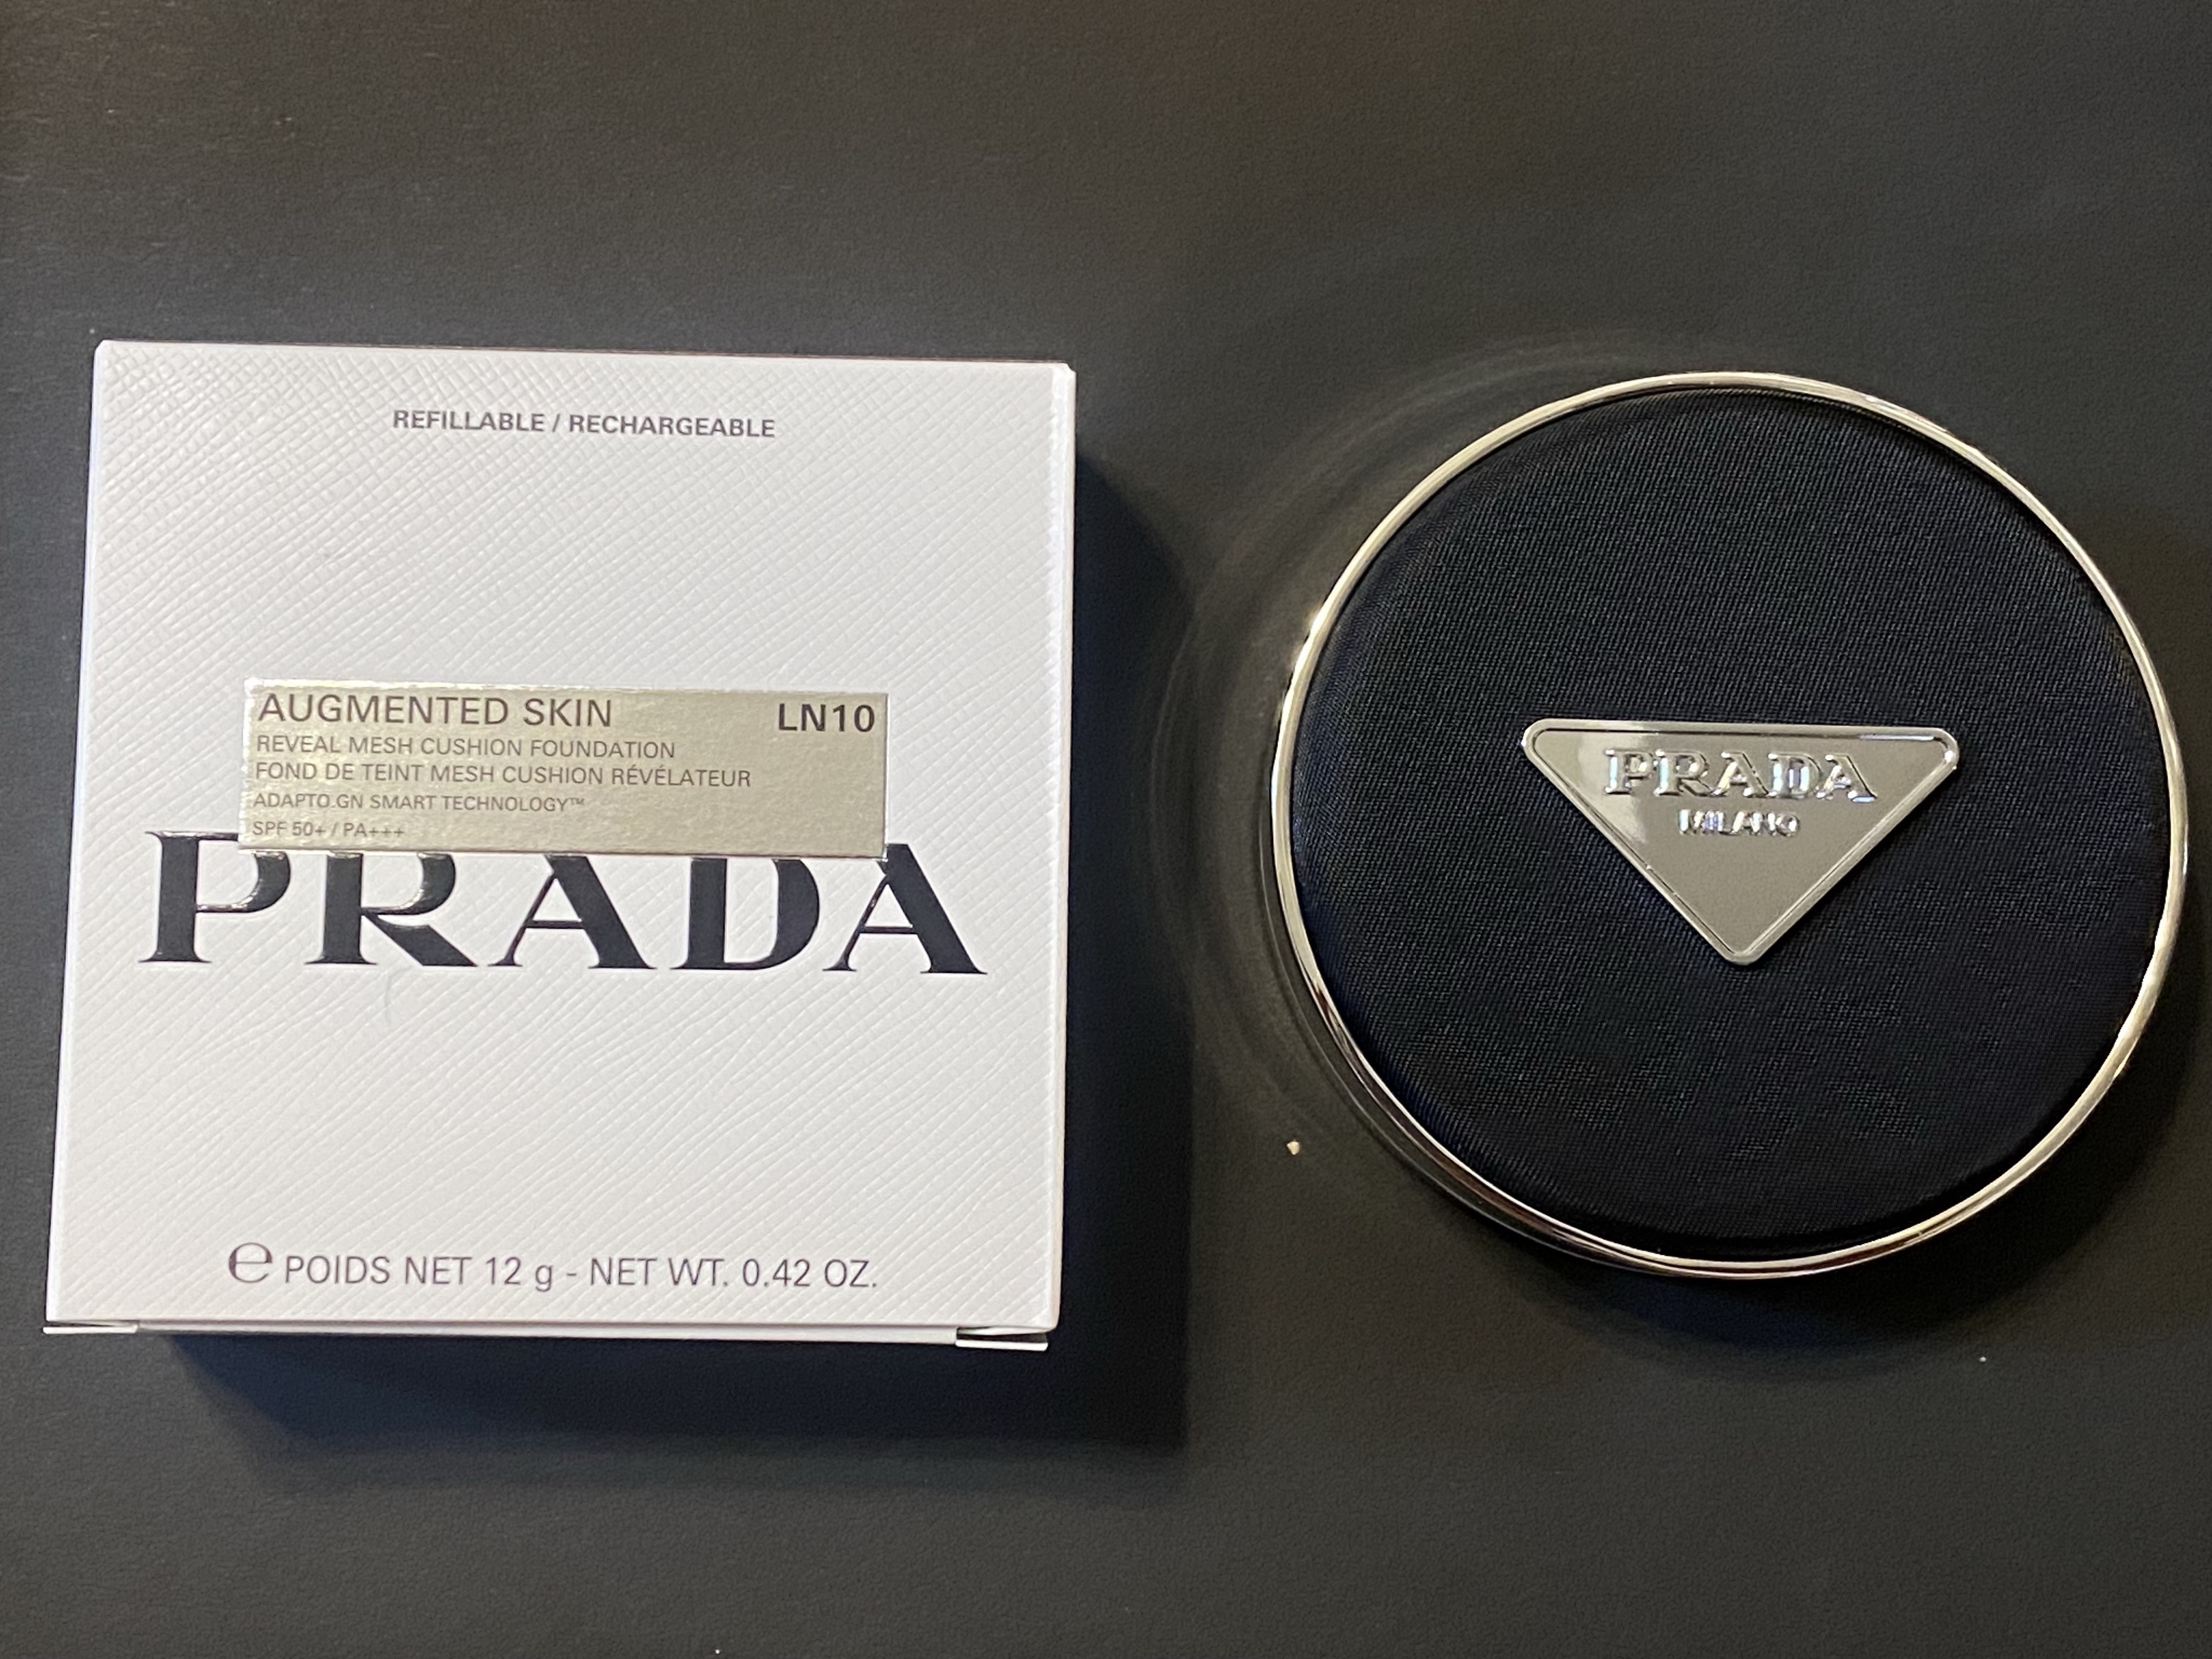 REFILLABLE / RECHARGEABLE
AUGMENTED SKIN LN10
REVEAL MESH CUSHION FOUNDATION
FOND DE TEINT MESH CUSHION RÉVÉLATEUR
ADAPTO.GN SMART TECHNOLOGY™
SPF 50+ / PA+++
PRADA
℮ POIDS NET 12 g - NET WT. 0.42 OZ.
PRADA
MILANO